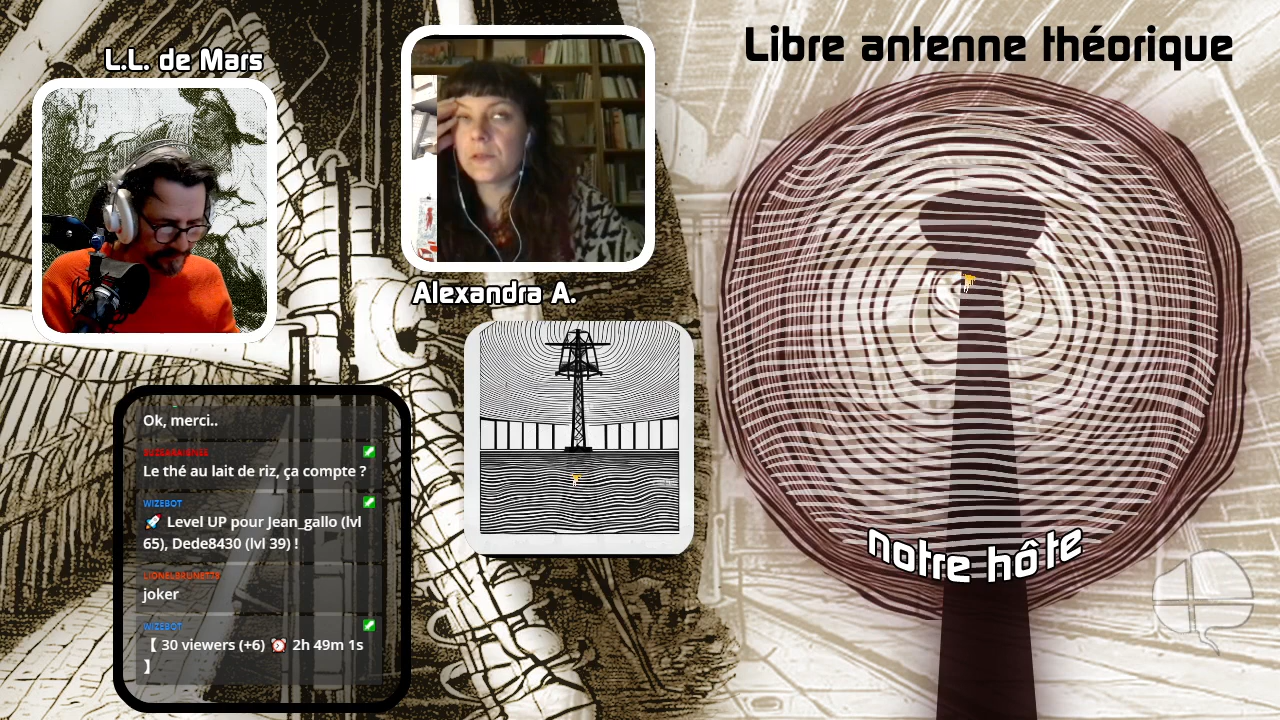 Libre antenne théorique
L.L. de Mars
Alexandra A.
Ok, merci..
Le thé au lait de riz, ça compte ?
WIZEBOT
🚀 Level UP pour Jean_gallo (lvl
65), Dede8430 (lvl 39) !
joker
WIZEBOT
【 30 viewers (+6) ⏰ 2h 49m 1s
】
notre hôte